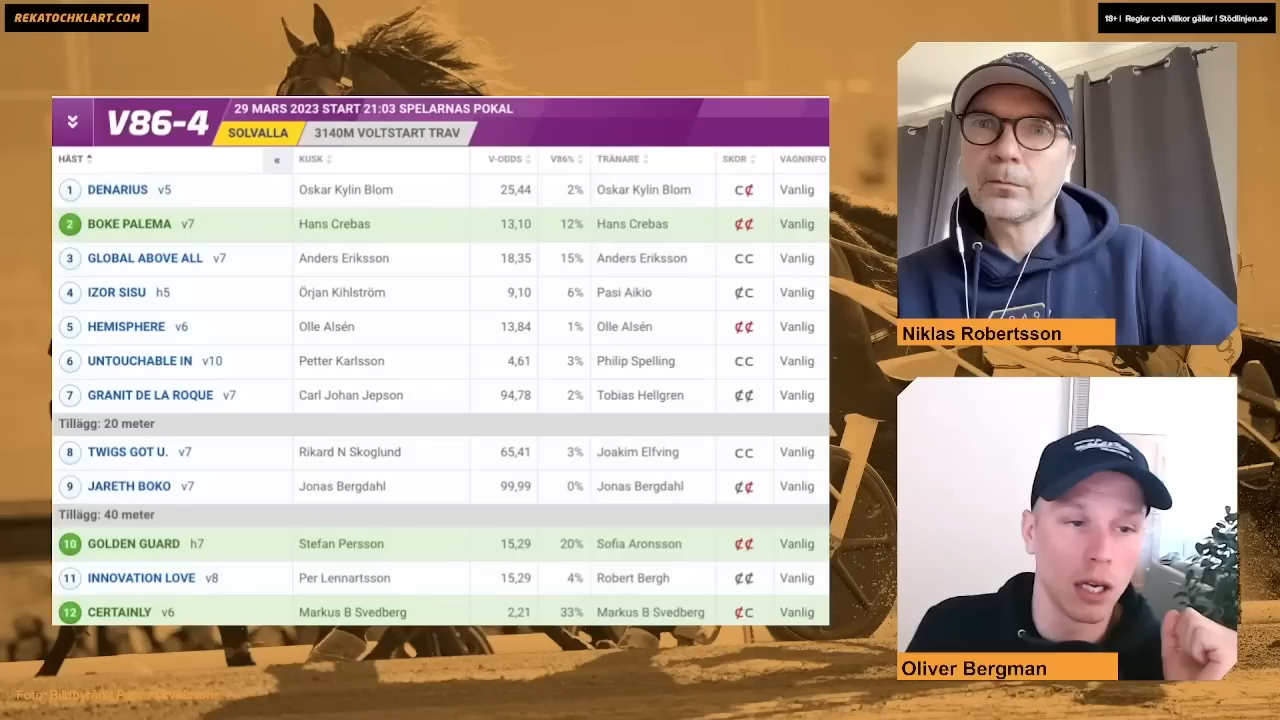 REKATOCHKLART.COM
18+ | Regler och villkor gäller | Stödlinjen.se
V86-4
29 MARS 2023 START 21:03 SPELARNAS POKAL
SOLVALLA 3140M VOLTSTART TRAV
HÄST « KUSK V-ODDS V86% TRÄNARE SKOR VAGNINFO
1 DENARIUS v5 Oskar Kylin Blom 25,44 2% Oskar Kylin Blom C₵ Vanlig
2 BOKE PALEMA v7 Hans Crebas 13,10 12% Hans Crebas ₵₵ Vanlig
3 GLOBAL ABOVE ALL v7 Anders Eriksson 18,35 15% Anders Eriksson CC Vanlig
4 IZOR SISU h5 Örjan Kihlström 9,10 6% Pasi Aikio ₵C Vanlig
5 HEMISPHERE v6 Olle Alsén 13,84 1% Olle Alsén ₵₵ Vanlig
6 UNTOUCHABLE IN v10 Petter Karlsson 4,61 3% Philip Spelling CC Vanlig
7 GRANIT DE LA ROQUE v7 Carl Johan Jepson 94,78 2% Tobias Hellgren ₵₵ Vanlig
Tillägg: 20 meter
8 TWIGS GOT U. v7 Rikard N Skoglund 65,41 3% Joakim Elfving CC Vanlig
9 JARETH BOKO v7 Jonas Bergdahl 99,99 0% Jonas Bergdahl ₵₵ Vanlig
Tillägg: 40 meter
10 GOLDEN GUARD h7 Stefan Persson 15,29 20% Sofia Aronsson ₵₵ Vanlig
11 INNOVATION LOVE v8 Per Lennartsson 15,29 4% Robert Bergh ₵₵ Vanlig
12 CERTAINLY v6 Markus B Svedberg 2,21 33% Markus B Svedberg ₵C Vanlig
Niklas Robertsson
Oliver Bergman
Foto: Bildbyrån